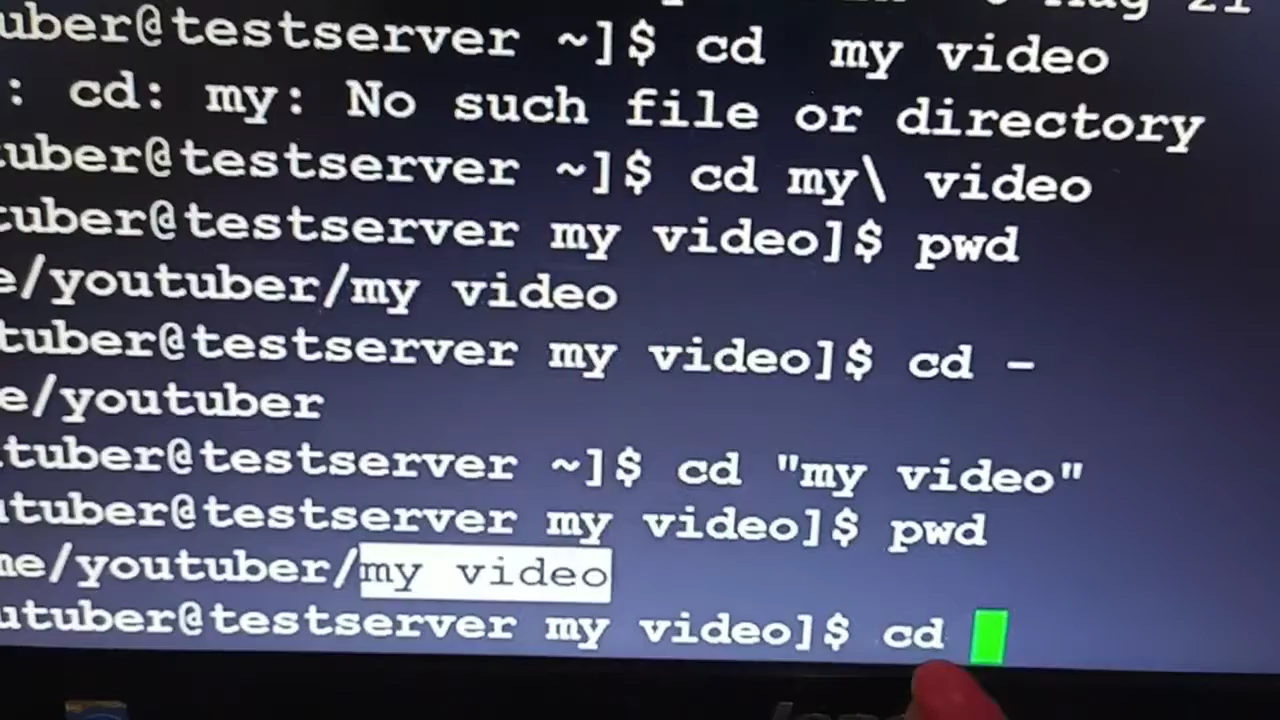 uber@testserver ~]$ cd  my video
: cd: my: No such file or directory
uber@testserver ~]$ cd my\ video
tuber@testserver my video]$ pwd
e/youtuber/my video
tuber@testserver my video]$ cd -
e/youtuber
tuber@testserver ~]$ cd "my video"
utuber@testserver my video]$ pwd
me/youtuber/my video
utuber@testserver my video]$ cd